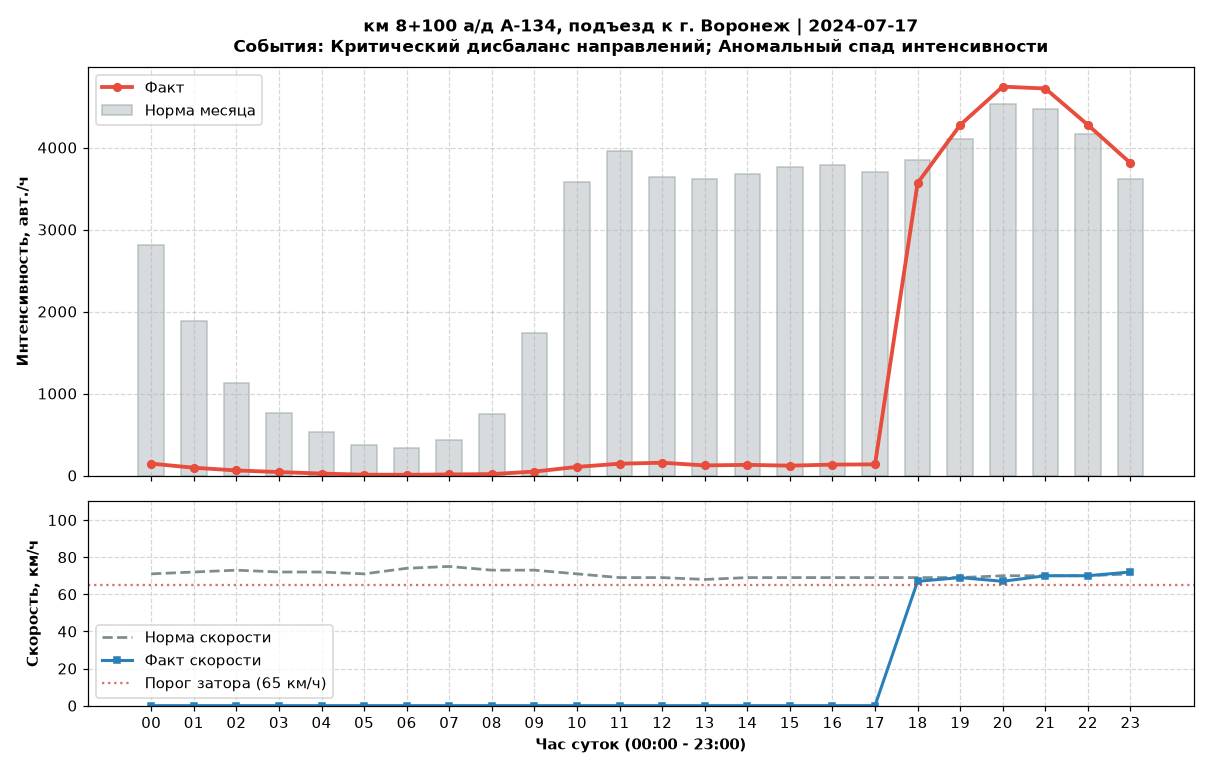 км 8+100 а/д А-134, подъезд к г. Воронеж | 2024-07-17
События: Критический дисбаланс направлений; Аномальный спад интенсивности
Факт
Норма месяца
Интенсивность, авт./ч
4000
3000
2000
1000
0
Скорость, км/ч
100
80
60
40
20
0
Норма скорости
Факт скорости
Порог затора (65 км/ч)
00 01 02 03 04 05 06 07 08 09 10 11 12 13 14 15 16 17 18 19 20 21 22 23
Час суток (00:00 - 23:00)